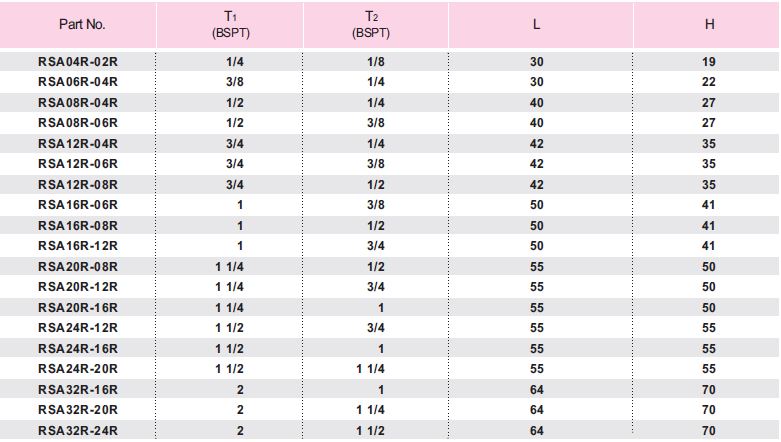 Part No. T1 (BSPT) T2 (BSPT) L H
RSA04R-02R 1/4 1/8 30 19
RSA06R-04R 3/8 1/4 30 22
RSA08R-04R 1/2 1/4 40 27
RSA08R-06R 1/2 3/8 40 27
RSA12R-04R 3/4 1/4 42 35
RSA12R-06R 3/4 3/8 42 35
RSA12R-08R 3/4 1/2 42 35
RSA16R-06R 1 3/8 50 41
RSA16R-08R 1 1/2 50 41
RSA16R-12R 1 3/4 50 41
RSA20R-08R 1 1/4 1/2 55 50
RSA20R-12R 1 1/4 3/4 55 50
RSA20R-16R 1 1/4 1 55 50
RSA24R-12R 1 1/2 3/4 55 55
RSA24R-16R 1 1/2 1 55 55
RSA24R-20R 1 1/2 1 1/4 55 55
RSA32R-16R 2 1 64 70
RSA32R-20R 2 1 1/4 64 70
RSA32R-24R 2 1 1/2 64 70